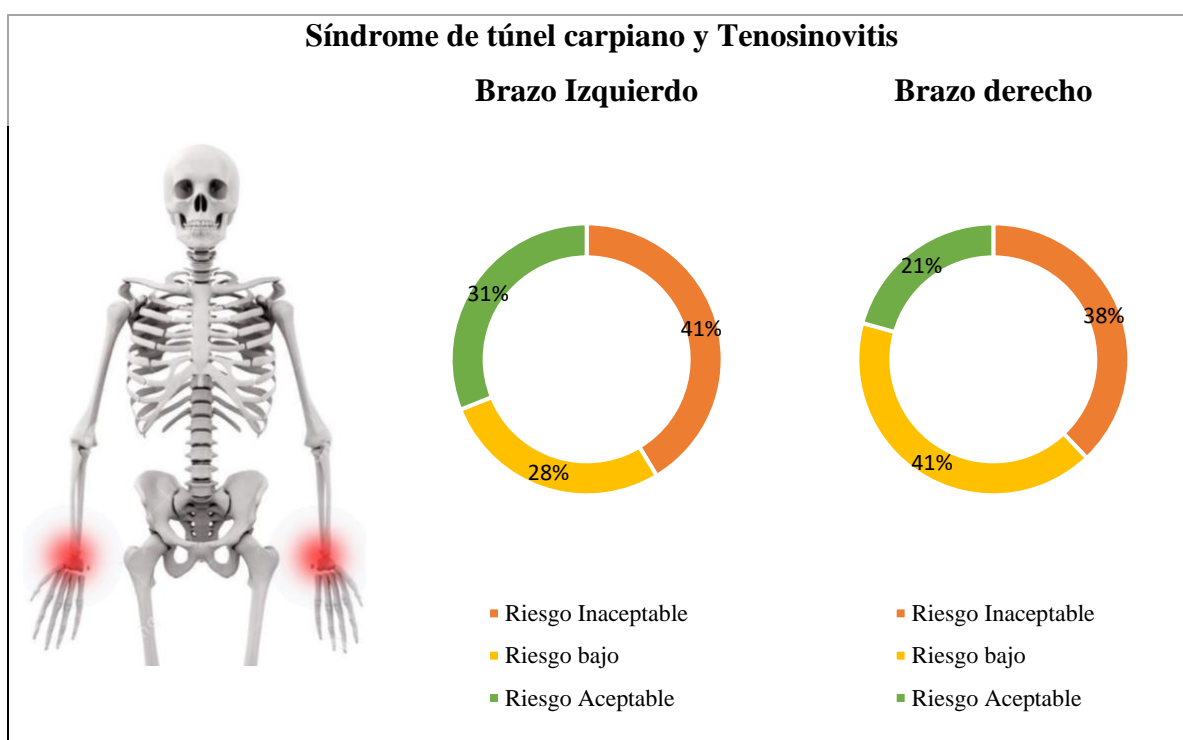 Síndrome de túnel carpiano y Tenosinovitis
Brazo Izquierdo
31%
41%
28%
Riesgo Inaceptable
Riesgo bajo
Riesgo Aceptable
Brazo derecho
21%
38%
41%
Riesgo Inaceptable
Riesgo bajo
Riesgo Aceptable